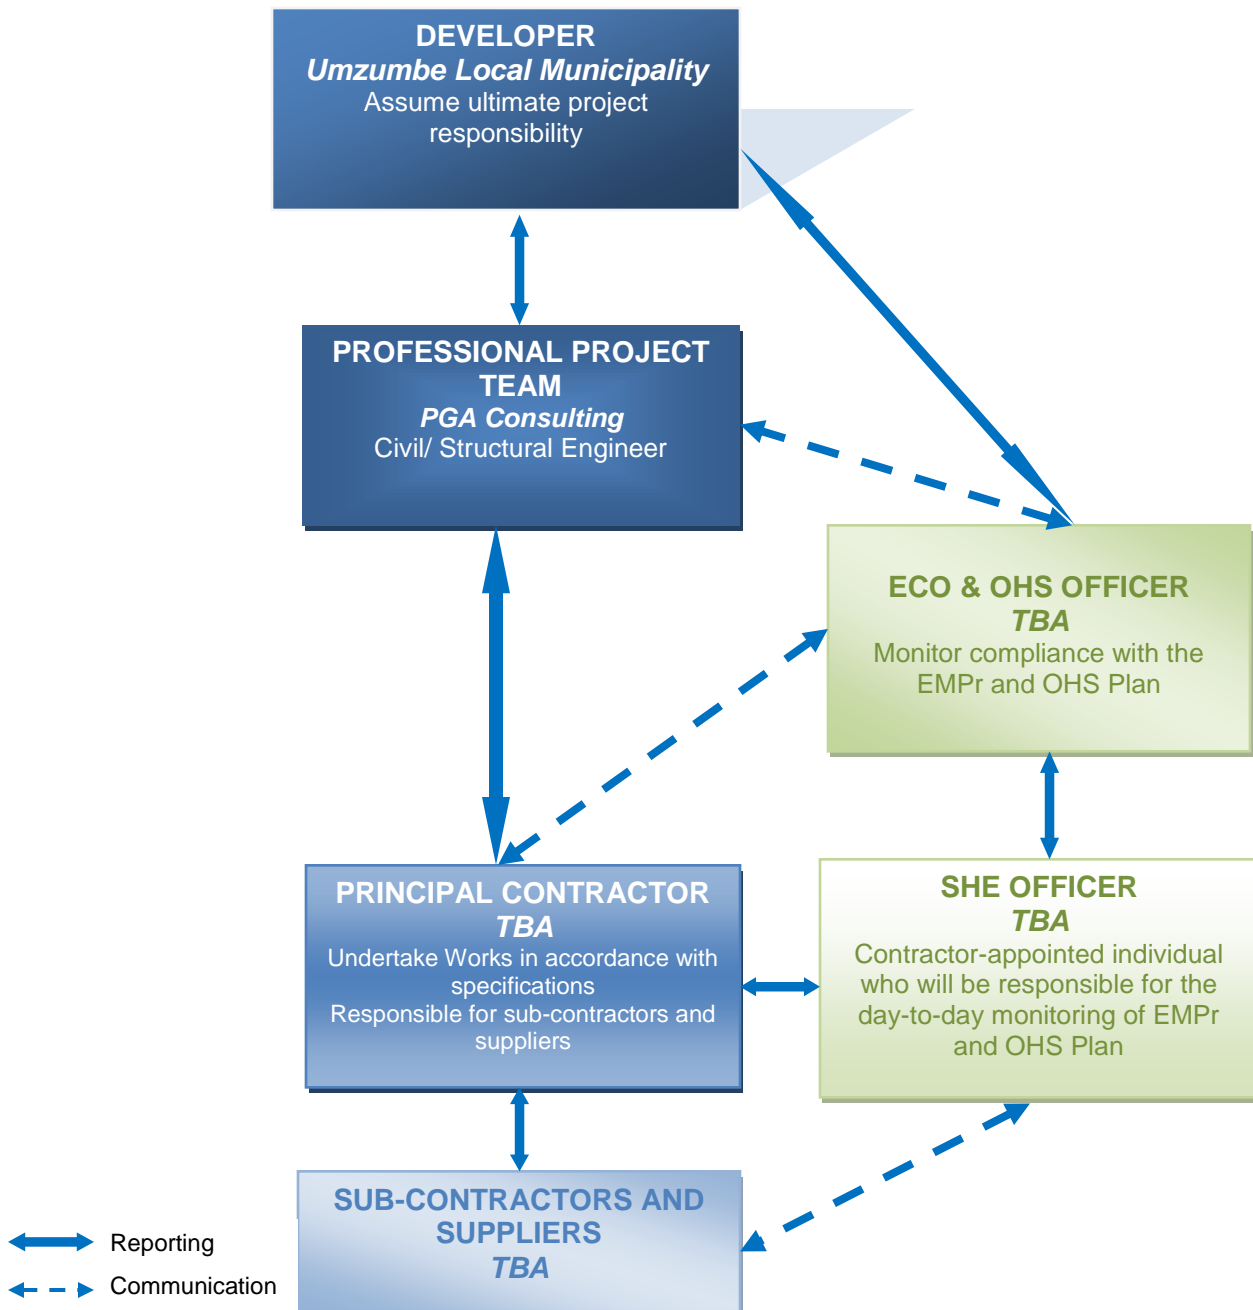 DEVELOPER
Umzumbe Local Municipality
Assume ultimate project
responsibility
PROFESSIONAL PROJECT
TEAM
PGA Consulting
Civil/ Structural Engineer
ECO & OHS OFFICER
TBA
Monitor compliance with the
EMPr and OHS Plan
PRINCIPAL CONTRACTOR
TBA
Undertake Works in accordance with
specifications
Responsible for sub-contractors and
suppliers
SHE OFFICER
TBA
Contractor-appointed individual
who will be responsible for the
day-to-day monitoring of EMPr
and OHS Plan
SUB-CONTRACTORS AND
SUPPLIERS
TBA
Reporting
Communication